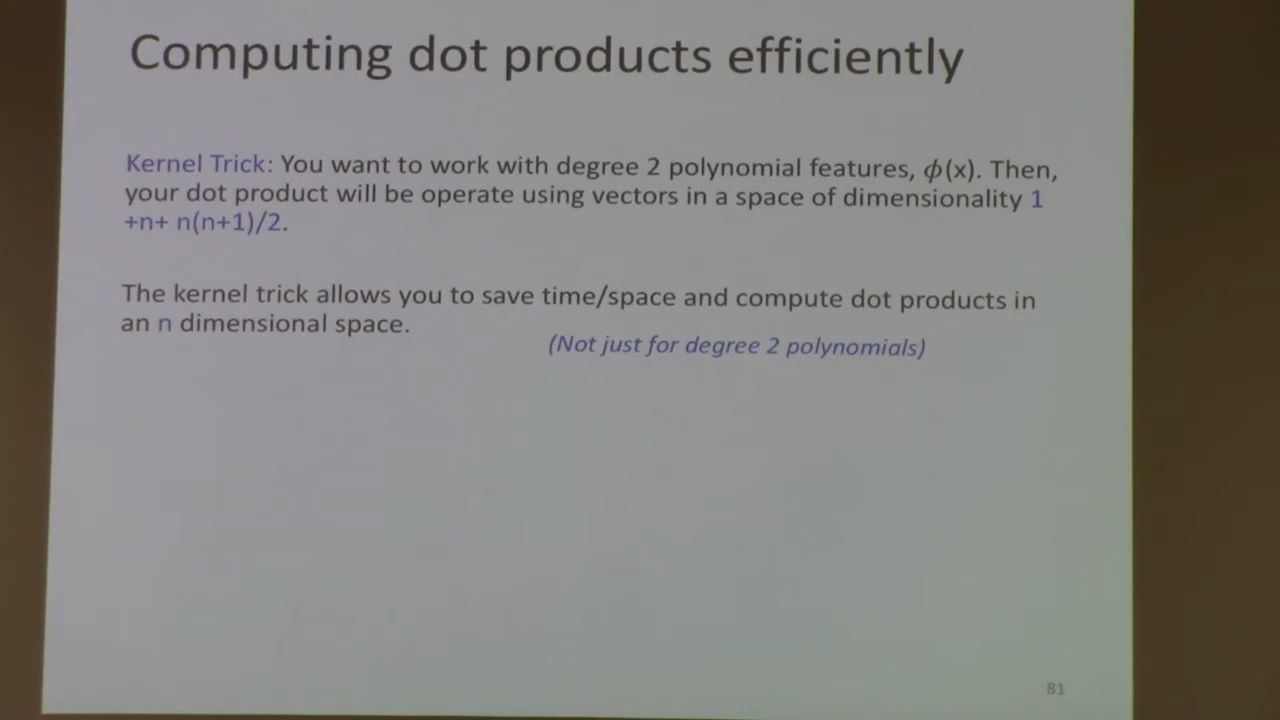 Computing dot products efficiently
Kernel Trick: You want to work with degree 2 polynomial features, ϕ(x). Then,
your dot product will be operate using vectors in a space of dimensionality 1
+n+ n(n+1)/2.
The kernel trick allows you to save time/space and compute dot products in
an n dimensional space.
(Not just for degree 2 polynomials)
81